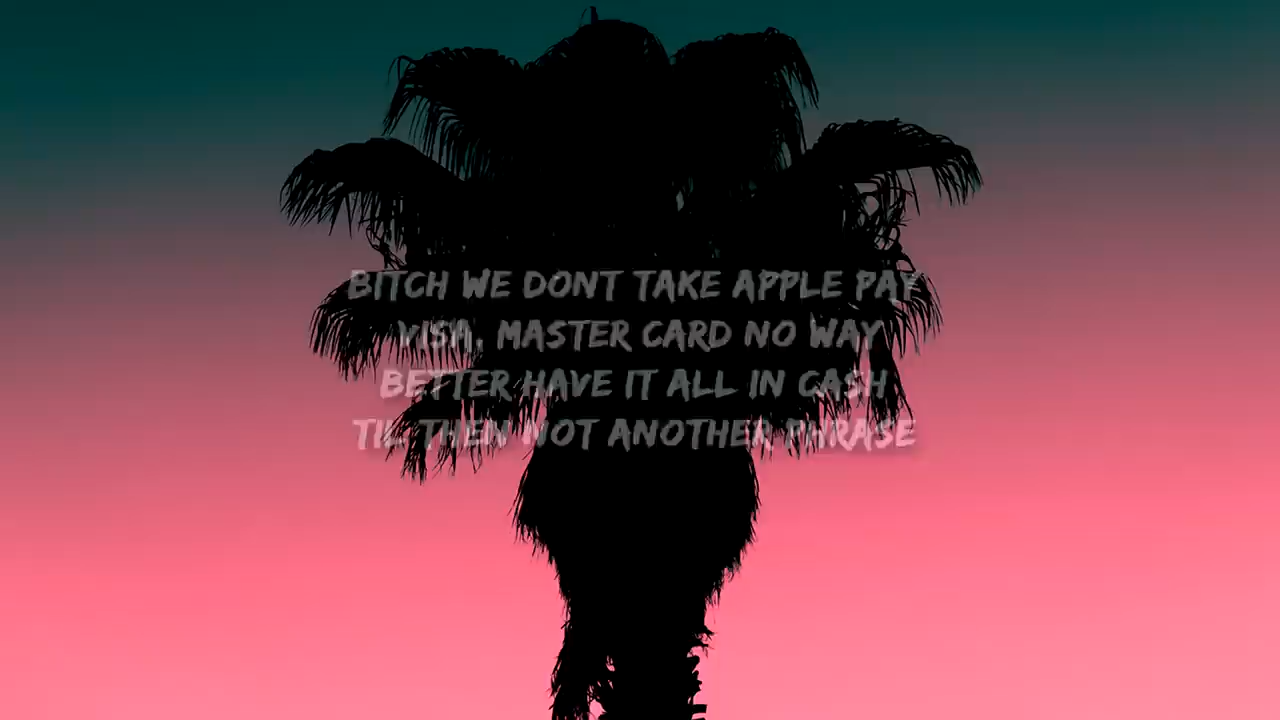 BITCH WE DONT TAKE APPLE PAY
VISA, MASTER CARD NO WAY
BETTER HAVE IT ALL IN CASH
TIL THEN NOT ANOTHER PHRASE